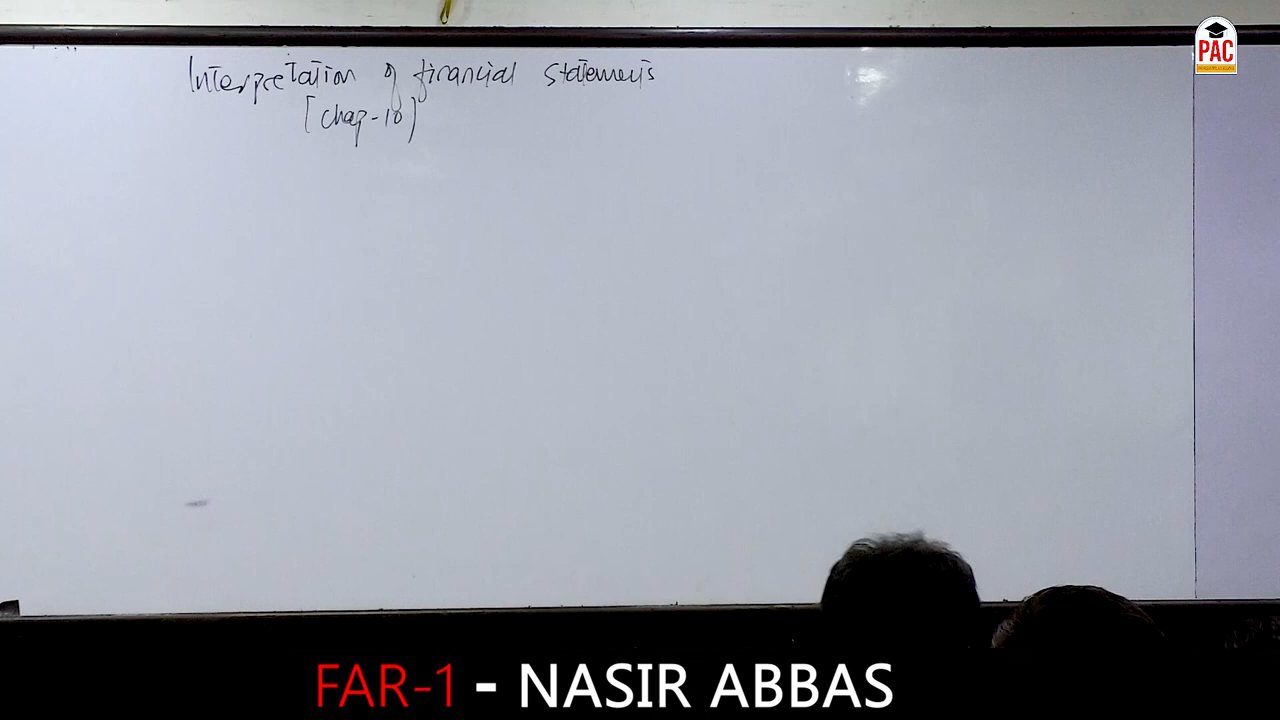 Interpretation of financial statements
[Chap-10]
PAC
FAR-1 - NASIR ABBAS